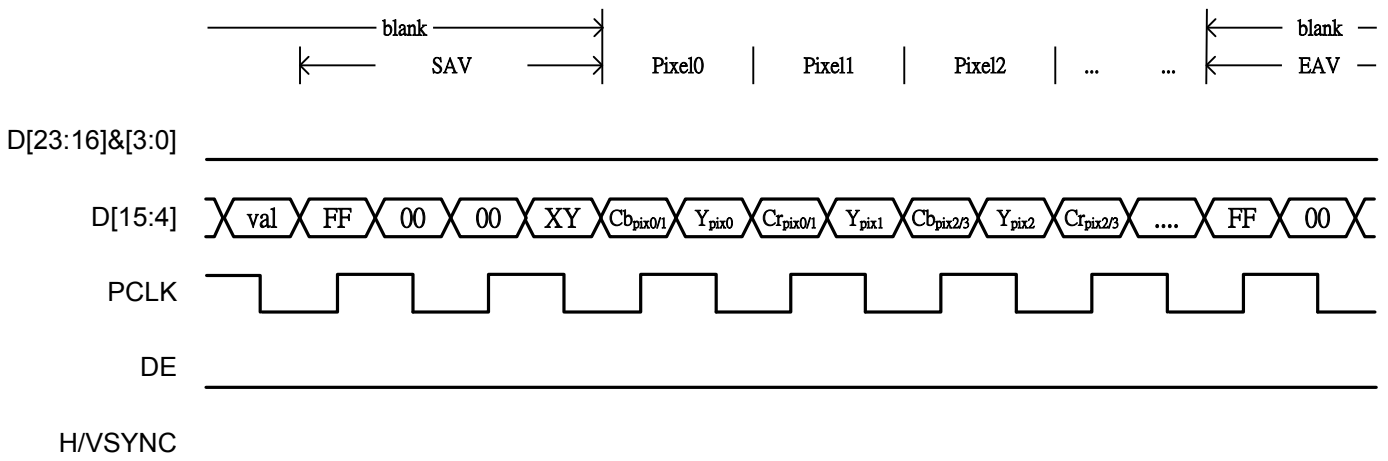 blank blank
SAV Pixel0 Pixel1 Pixel2 ... ... EAV
D[23:16]&[3:0]
D[15:4] val FF 00 00 XY Cbpix0/1 Ypix0 Crpix0/1 Ypix1 Cbpix2/3 Ypix2 Crpix2/3 .... FF 00
PCLK
DE
H/VSYNC